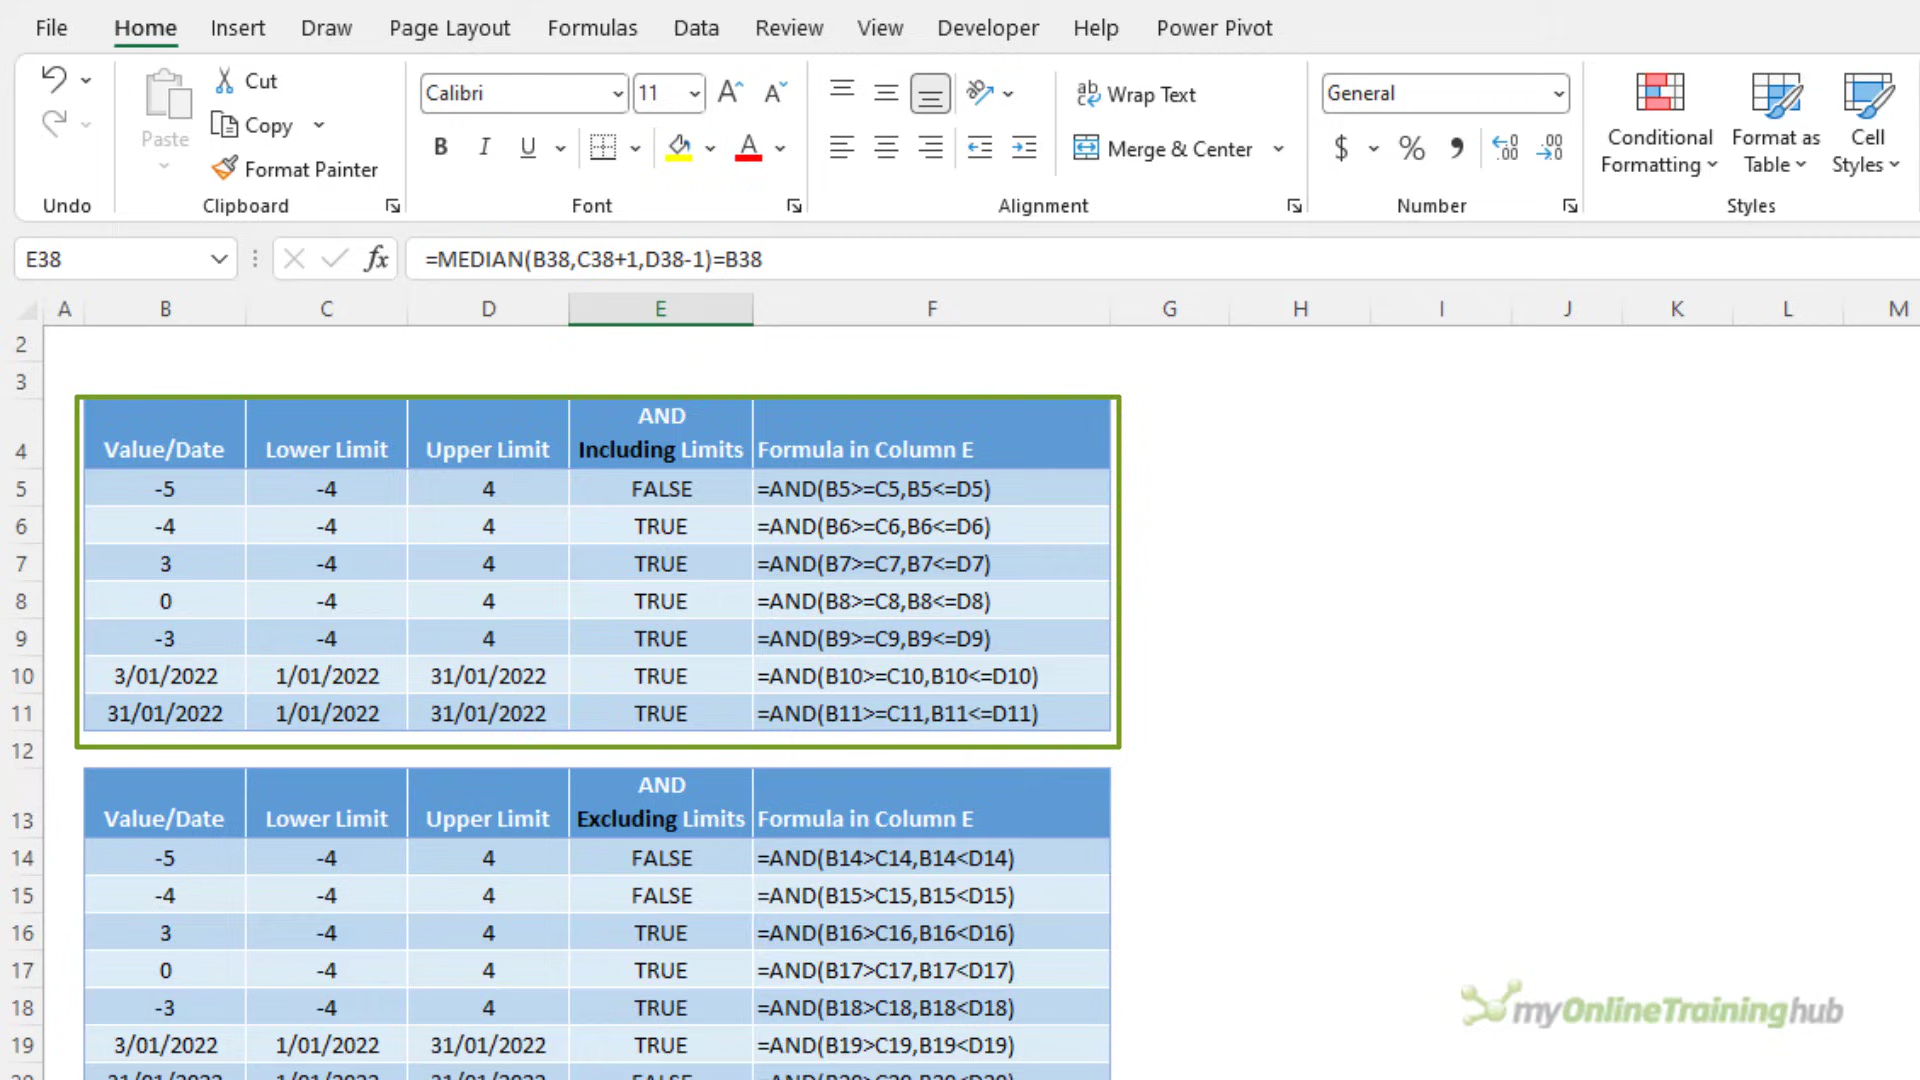 File Home Insert Draw Page Layout Formulas Data Review View Developer Help Power Pivot
Cut
Copy
Format Painter
Paste
Undo
Clipboard
Calibri 11
B I U
Font
Wrap Text
Merge & Center
Alignment
General
$ % ,
Number
Conditional Formatting
Format as Table
Cell Styles
Styles
E38 fx =MEDIAN(B38,C38+1,D38-1)=B38
A B C D E F G H I J K L M
2
3
4 Value/Date Lower Limit Upper Limit AND Including Limits Formula in Column E
5 -5 -4 4 FALSE =AND(B5>=C5,B5<=D5)
6 -4 -4 4 TRUE =AND(B6>=C6,B6<=D6)
7 3 -4 4 TRUE =AND(B7>=C7,B7<=D7)
8 0 -4 4 TRUE =AND(B8>=C8,B8<=D8)
9 -3 -4 4 TRUE =AND(B9>=C9,B9<=D9)
10 3/01/2022 1/01/2022 31/01/2022 TRUE =AND(B10>=C10,B10<=D10)
11 31/01/2022 1/01/2022 31/01/2022 TRUE =AND(B11>=C11,B11<=D11)
12
13 Value/Date Lower Limit Upper Limit AND Excluding Limits Formula in Column E
14 -5 -4 4 FALSE =AND(B14>C14,B14<D14)
15 -4 -4 4 FALSE =AND(B15>C15,B15<D15)
16 3 -4 4 TRUE =AND(B16>C16,B16<D16)
17 0 -4 4 TRUE =AND(B17>C17,B17<D17)
18 -3 -4 4 TRUE =AND(B18>C18,B18<D18)
19 3/01/2022 1/01/2022 31/01/2022 TRUE =AND(B19>C19,B19<D19)
myOnlineTraininghub